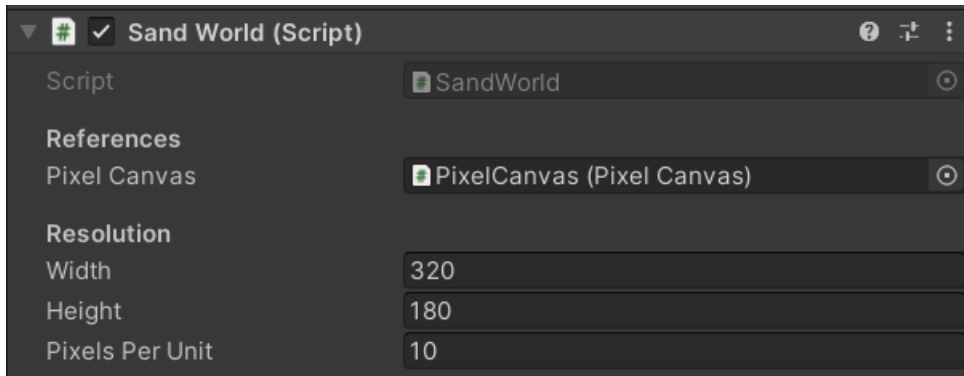 Sand World (Script)
Script SandWorld
References
Pixel Canvas PixelCanvas (Pixel Canvas)
Resolution
Width 320
Height 180
Pixels Per Unit 10